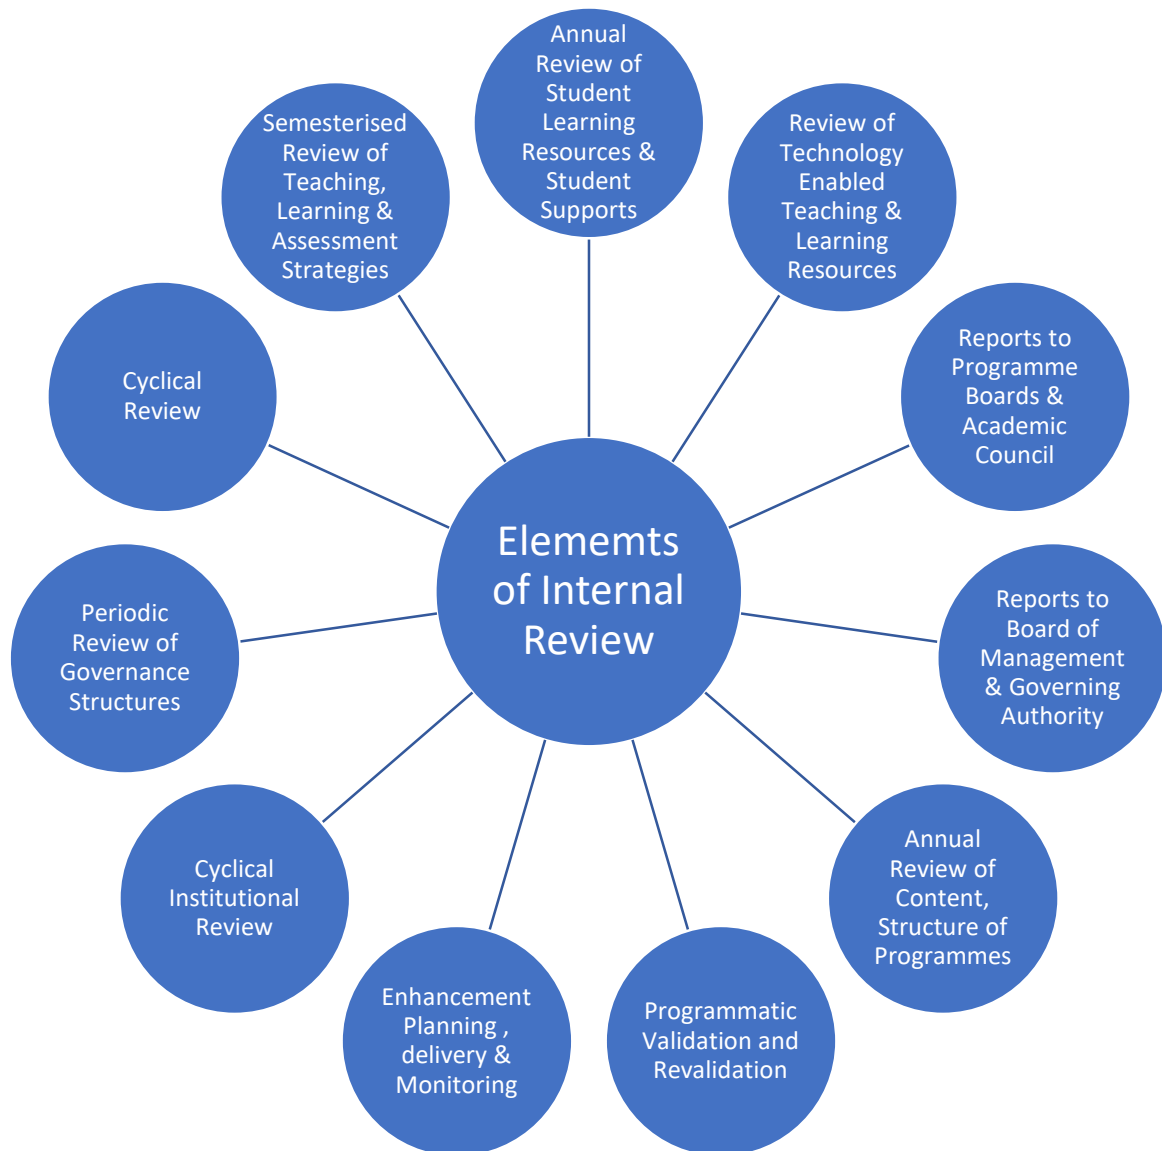 Annual
Review of
Student
Learning
Resources &
Student
Supports
Review of
Technology
Enabled
Teaching &
Learning
Resources
Reports to
Programme
Boards &
Academic
Council
Reports to
Board of
Management
& Governing
Authority
Annual
Review of
Content,
Structure of
Programmes
Programmatic
Validation and
Revalidation
Enhancement
Planning ,
delivery &
Monitoring
Cyclical
Institutional
Review
Periodic
Review of
Governance
Structures
Cyclical
Review
Semesterised
Review of
Teaching,
Learning &
Assessment
Strategies
Elememts
of Internal
Review